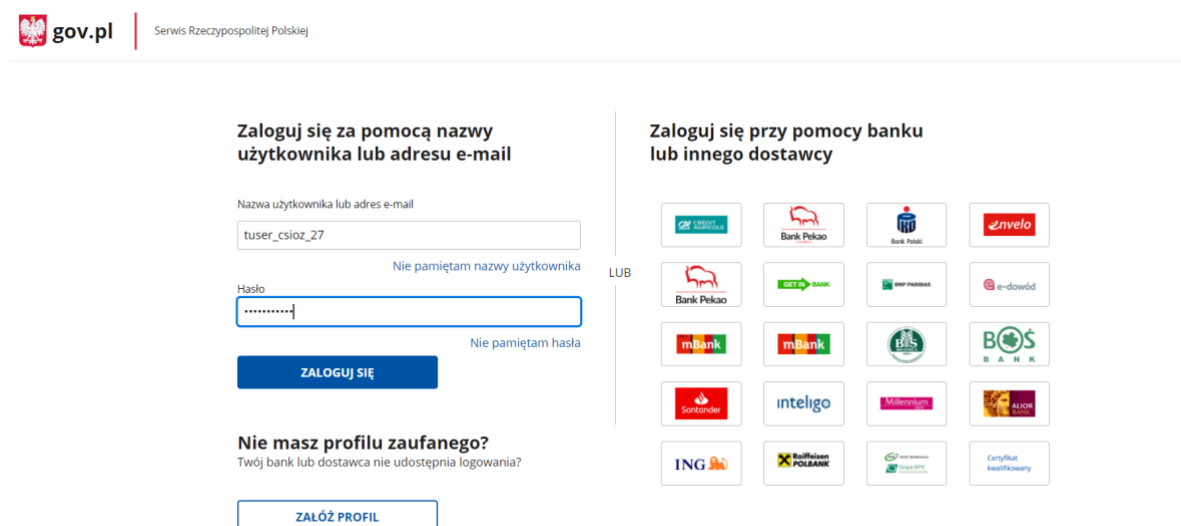 gov.pl
Serwis Rzeczypospolitej Polskiej
Zaloguj się za pomocą nazwy
użytkownika lub adresu e-mail
Nazwa użytkownika lub adres e-mail
tuser_csioz_27
Nie pamiętam nazwy użytkownika
Hasło
•••••••••••
Nie pamiętam hasła
ZALOGUJ SIĘ
Nie masz profilu zaufanego?
Twój bank lub dostawca nie udostępnia logowania?
ZAŁÓŻ PROFIL
LUB
Zaloguj się przy pomocy banku
lub innego dostawcy
CA CRÉDIT
AGRICOLE
Bank Pekao
Bank Polski
envelo
Bank Pekao
GET IN BANK
BNP PARIBAS
e-dowód
mBank
mBank
BS
BOŚ
BANK
Santander
inteligo
Millennium
ALIOR
BANK
ING
Raiffeisen
POLBANK
Grupa BPS
Certyfikat
kwalifikowany